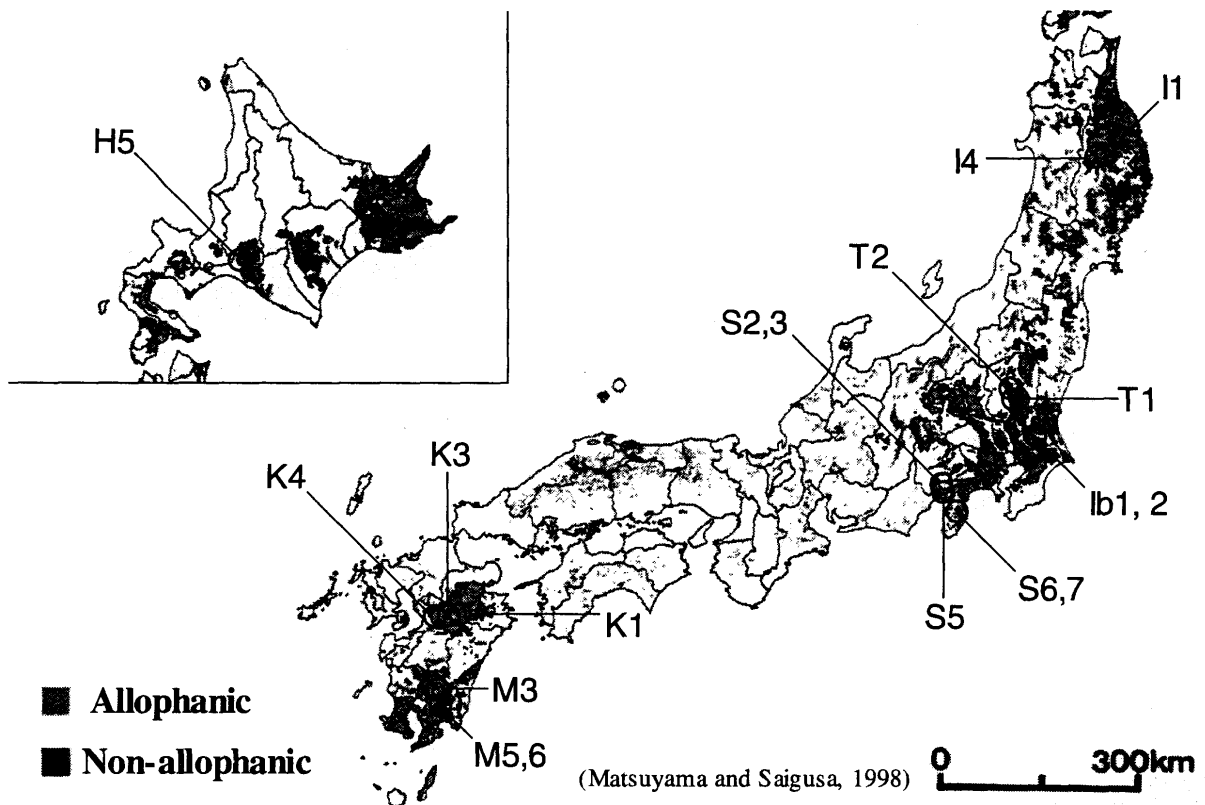 H5
I1
I4
T2
S2,3
T1
K3
K4
Ib1, 2
S6,7
S5
K1
M3
Allophanic
M5,6
Non-allophanic
(Matsuyama and Saigusa, 1998)
0 300km